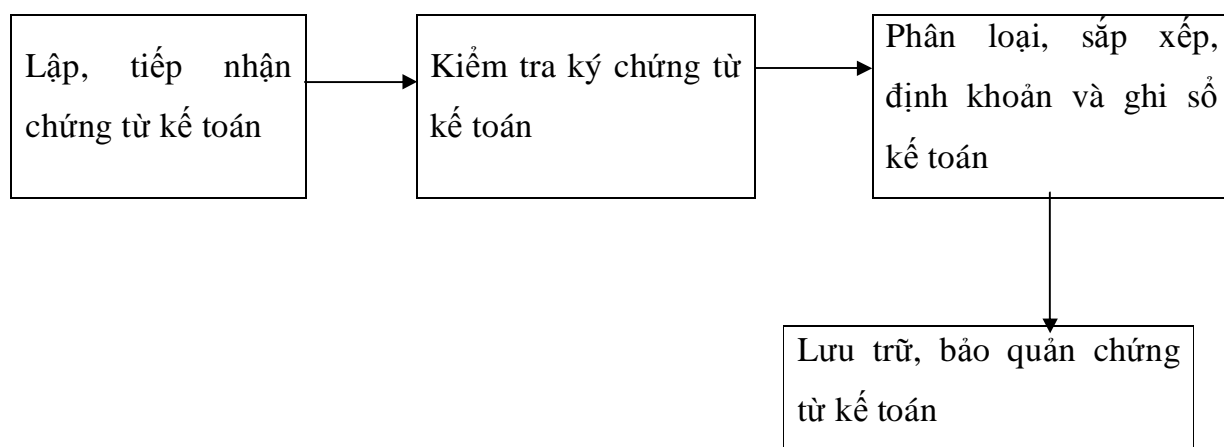 Lập, tiếp nhận
chứng từ kế toán
Kiểm tra ký chứng từ
kế toán
Phân loại, sắp xếp,
định khoản và ghi sổ
kế toán
Lưu trữ, bảo quản chứng
từ kế toán